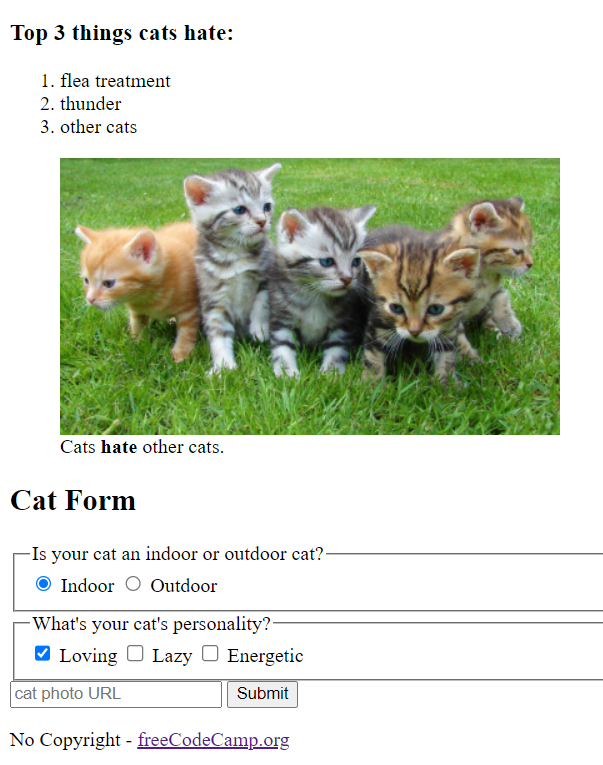 Top 3 things cats hate:
1. flea treatment
2. thunder
3. other cats
Cats hate other cats.
Cat Form
Is your cat an indoor or outdoor cat?
Indoor Outdoor
What's your cat's personality?
Loving Lazy Energetic
cat photo URL Submit
No Copyright - freeCodeCamp.org